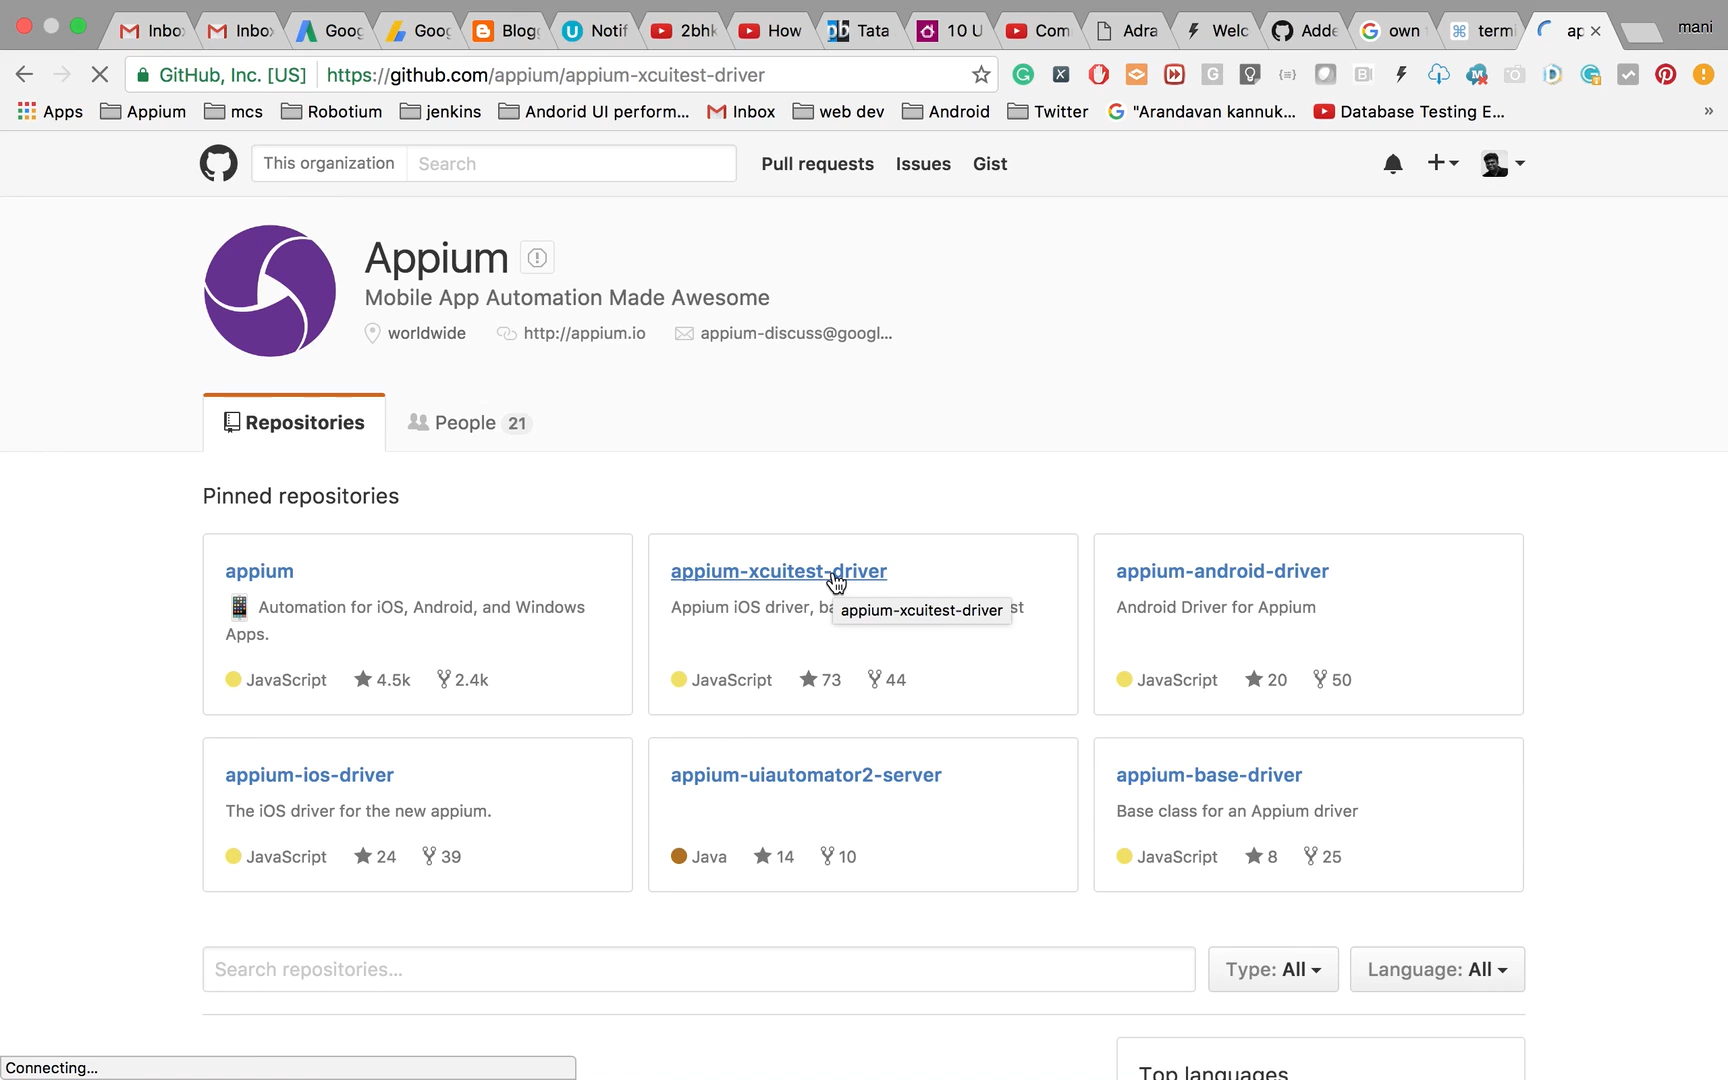 Inbo Inbo Goog Goog Blog Notif 2bhk How Tata 10 U Com Adra Welc Adde own termi ap mani
GitHub, Inc. [US] https://github.com/appium/appium-xcuitest-driver
Apps Appium mcs Robotium jenkins Andorid UI perform... Inbox web dev Android Twitter "Arandavan kannuk... Database Testing E... »
This organization Search Pull requests Issues Gist
Appium
Mobile App Automation Made Awesome
worldwide http://appium.io appium-discuss@googl...
Repositories People 21
Pinned repositories
appium appium-xcuitest-driver appium-android-driver
Automation for iOS, Android, and Windows Apps.
Appium iOS driver, ba st
appium-xcuitest-driver
Android Driver for Appium
JavaScript 4.5k 2.4k JavaScript 73 44 JavaScript 20 50
appium-ios-driver appium-uiautomator2-server appium-base-driver
The iOS driver for the new appium. Base class for an Appium driver
JavaScript 24 39 Java 14 10 JavaScript 8 25
Search repositories... Type: All Language: All
Connecting...
Top languages